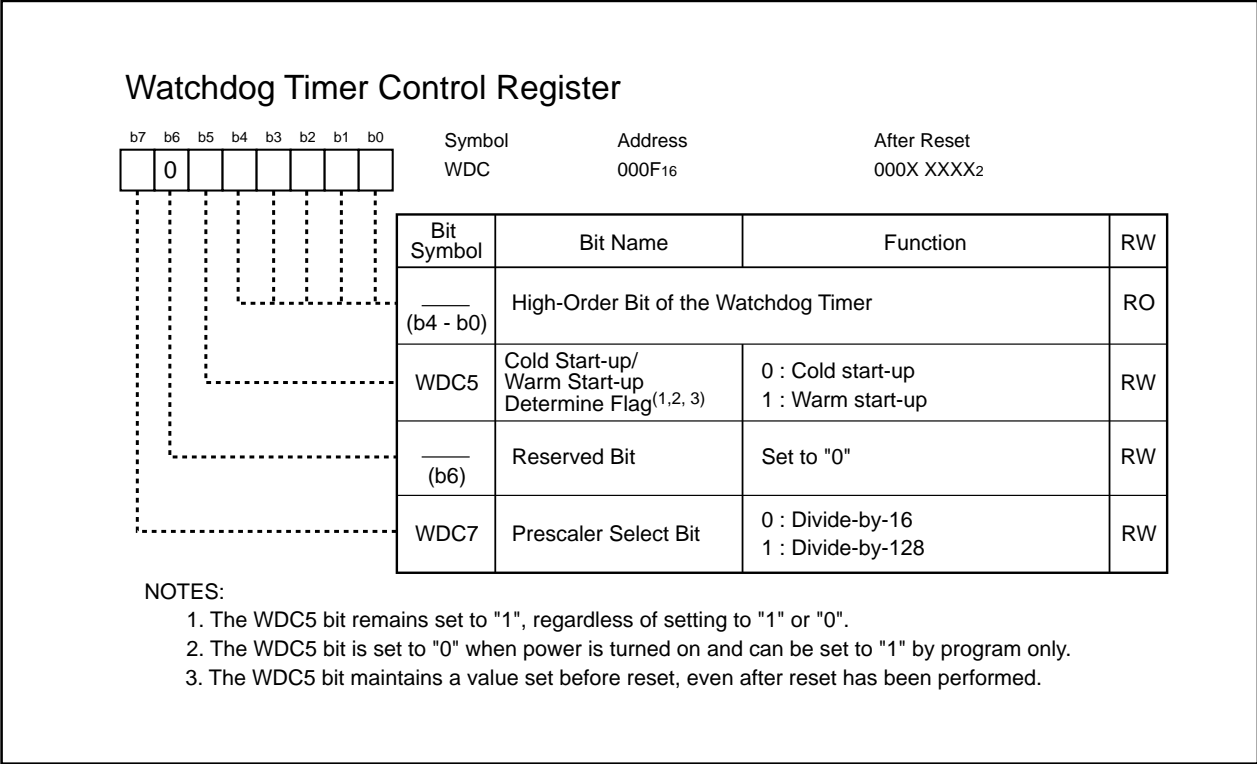 Watchdog Timer Control Register
b7 b6 b5 b4 b3 b2 b1 b0
0
Symbol Address After Reset
WDC 000F16 000X XXXX2
Bit Symbol Bit Name Function RW
(b4 - b0) High-Order Bit of the Watchdog Timer RO
WDC5
Cold Start-up/
Warm Start-up
Determine Flag(1,2, 3)
0 : Cold start-up
1 : Warm start-up
RW
(b6) Reserved Bit Set to "0" RW
WDC7 Prescaler Select Bit
0 : Divide-by-16
1 : Divide-by-128
RW
NOTES:
1. The WDC5 bit remains set to "1", regardless of setting to "1" or "0".
2. The WDC5 bit is set to "0" when power is turned on and can be set to "1" by program only.
3. The WDC5 bit maintains a value set before reset, even after reset has been performed.